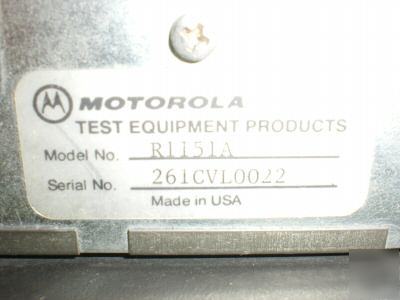 MOTOROLA
TEST EQUIPMENT PRODUCTS
Model No. R1151A
Serial No. 261CVL0022
Made in USA